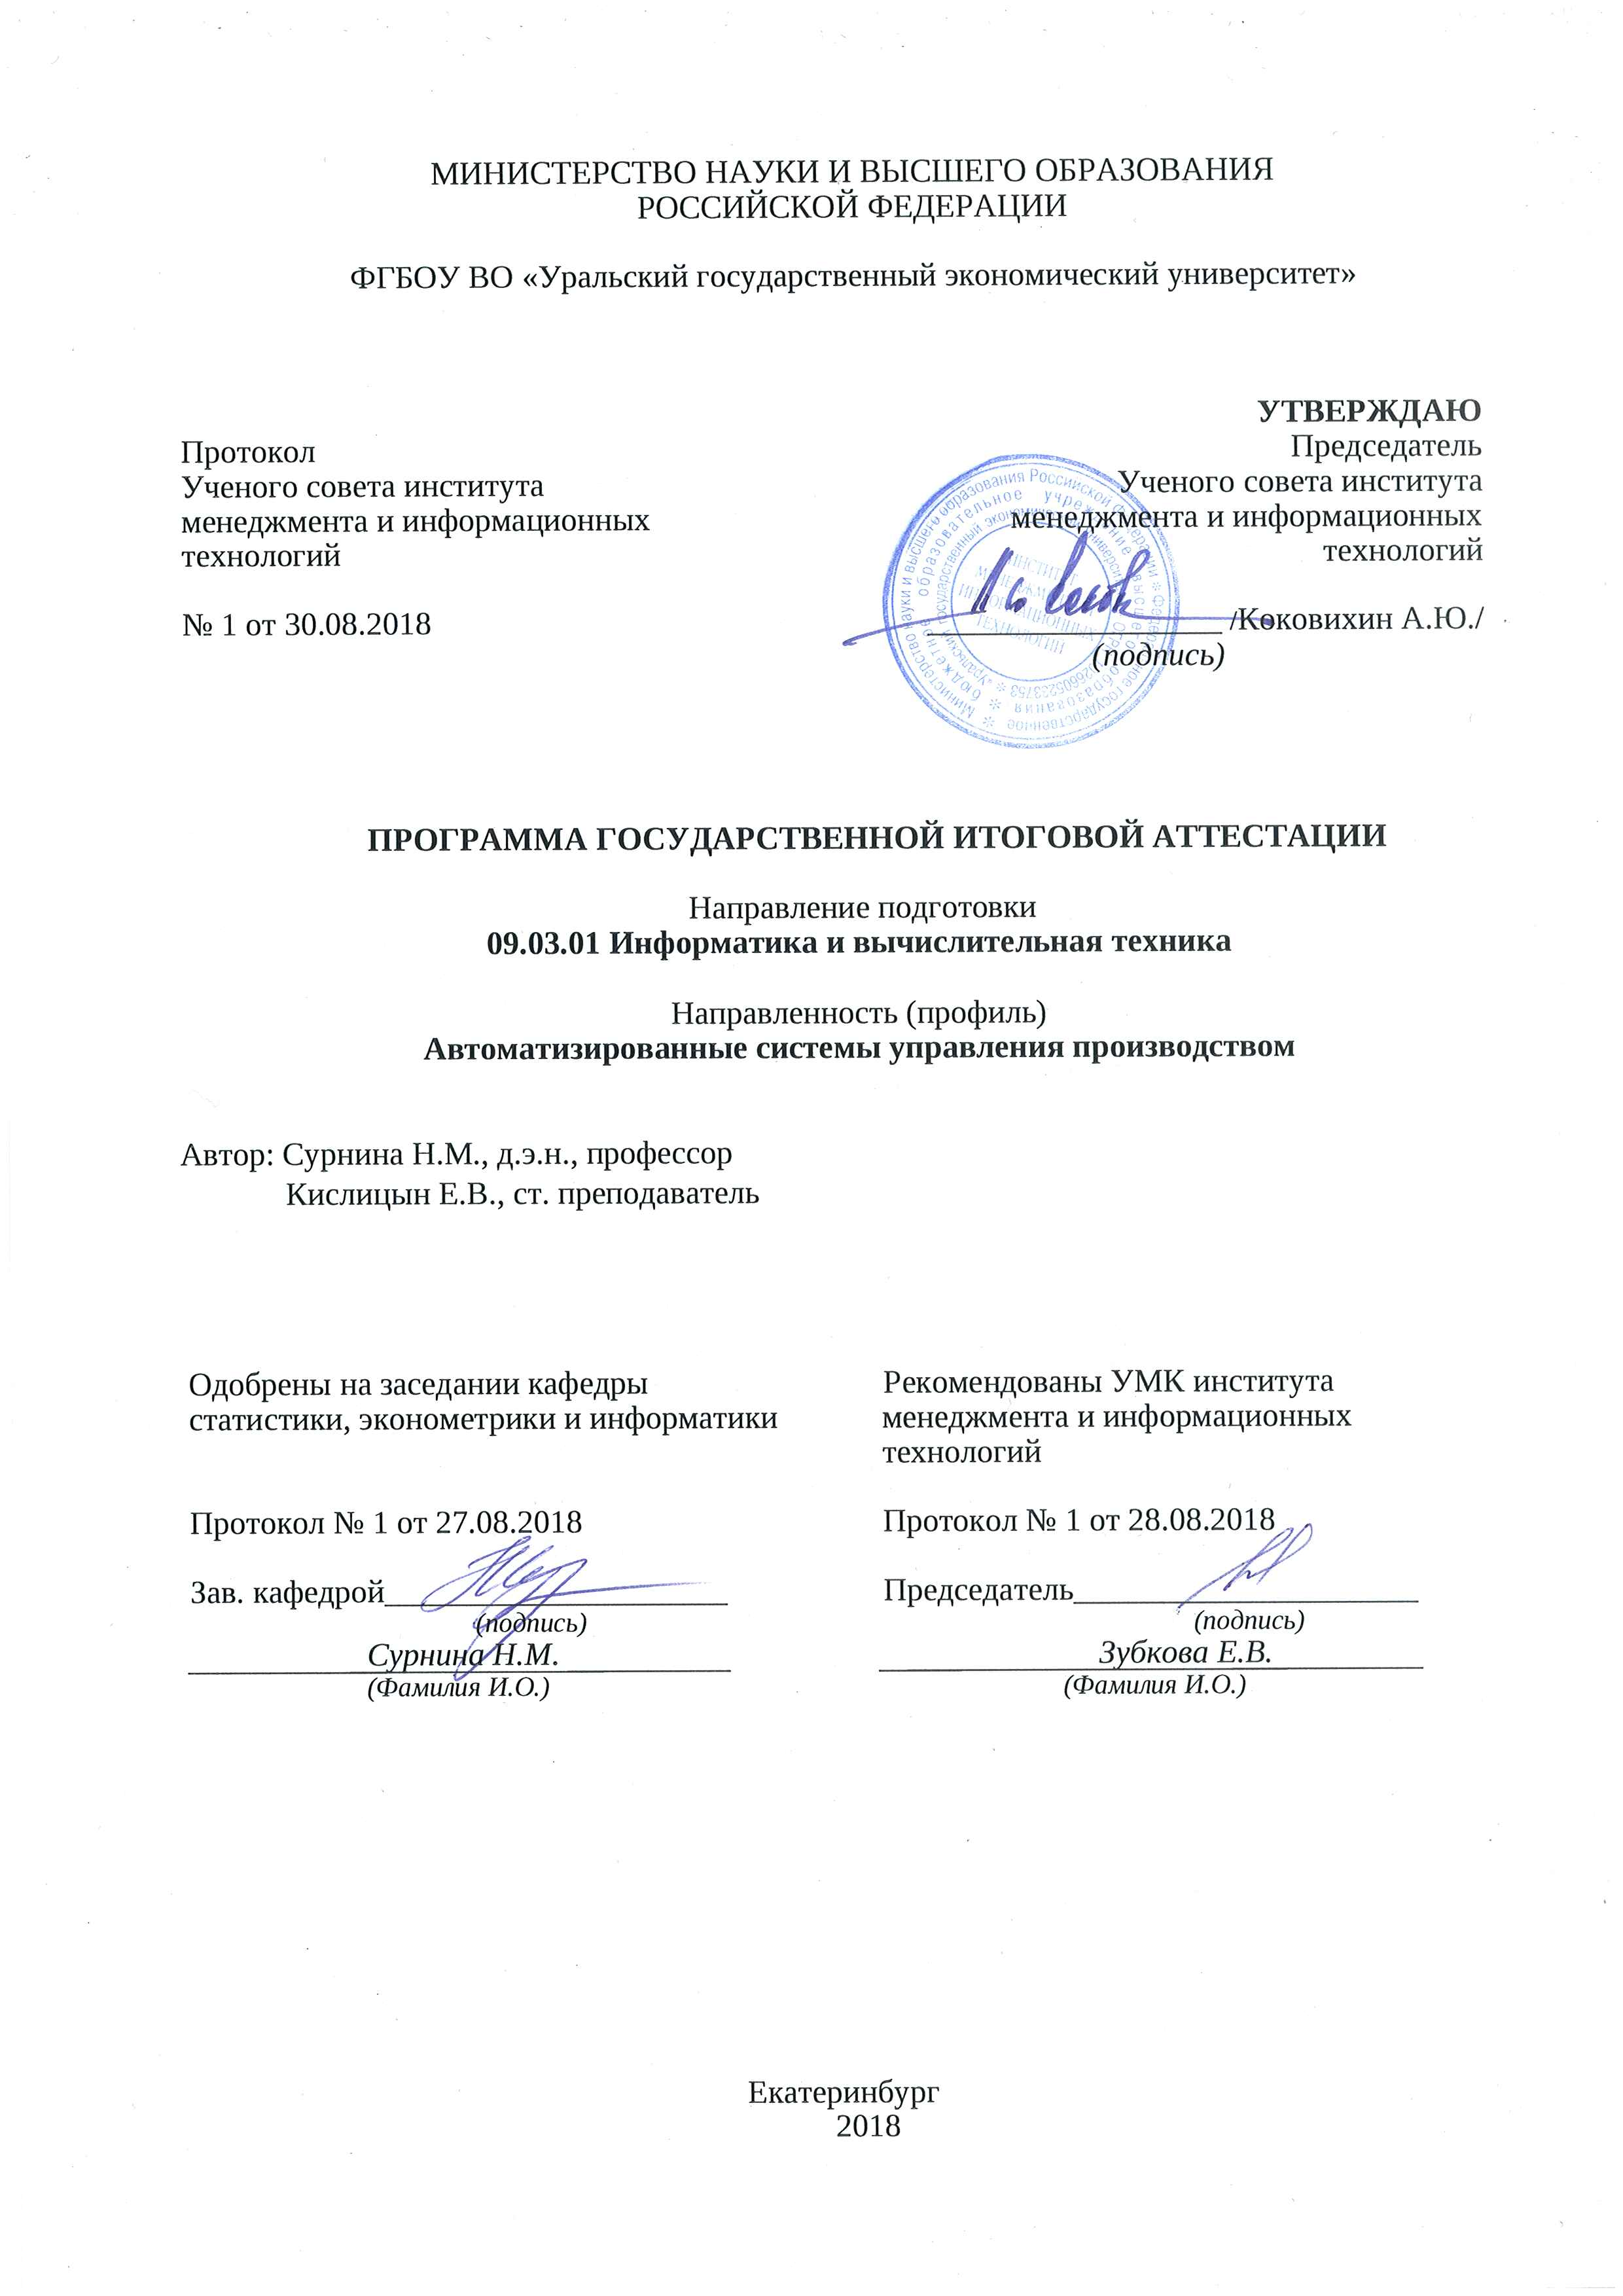 МИНИСТЕРСТВО НАУКИ И ВЫСШЕГО ОБРАЗОВАНИЯ
РОССИЙСКОЙ ФЕДЕРАЦИИ
ФГБОУ ВО «Уральский государственный экономический университет»
Протокол
Ученого совета института
менеджмента и информационных
технологий
№ 1 от 30.08.2018
УТВЕРЖДАЮ
Председатель
Ученого совета института
менеджмента и информационных
технологий
/Коковихин А.Ю./
(подпись)
ИНСТИТУТ
МЕНЕДЖМЕНТА
ИНФОРМАЦИОННЫХ
ТЕХНОЛОГИЙ
ПРОГРАММА ГОСУДАРСТВЕННОЙ ИТОГОВОЙ АТТЕСТАЦИИ
Направление подготовки
09.03.01 Информатика и вычислительная техника
Направленность (профиль)
Автоматизированные системы управления производством
Автор: Сурнина Н.М., д.э.н., профессор
Кислицын Е.В., ст. преподаватель
Одобрены на заседании кафедры
статистики, эконометрики и информатики
Протокол № 1 от 27.08.2018
Зав. кафедрой
(подпись)
Сурнина Н.М.
(Фамилия И.О.)
Рекомендованы УМК института
менеджмента и информационных
технологий
Протокол № 1 от 28.08.2018
Председатель
(подпись)
Зубкова Е.В.
(Фамилия И.О.)
Екатеринбург
2018